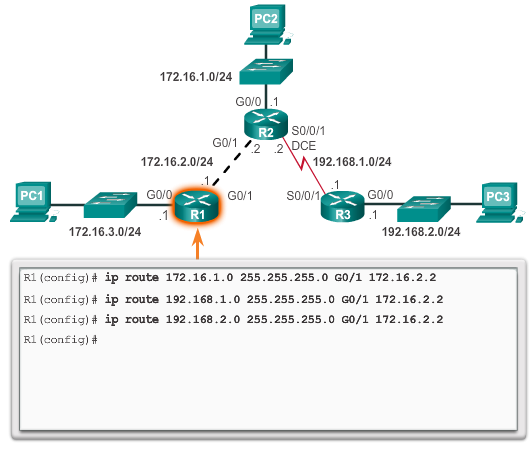 PC2
172.16.1.0/24
G0/0 .1
R2
S0/0/1
DCE
G0/1 .2 .2
172.16.2.0/24
192.168.1.0/24
.1 .1
PC1
G0/0
G0/1
S0/0/1
G0/0
PC3
.1
R1
R3
.1
172.16.3.0/24
192.168.2.0/24
R1(config)# ip route 172.16.1.0 255.255.255.0 G0/1 172.16.2.2
R1(config)# ip route 192.168.1.0 255.255.255.0 G0/1 172.16.2.2
R1(config)# ip route 192.168.2.0 255.255.255.0 G0/1 172.16.2.2
R1(config)#